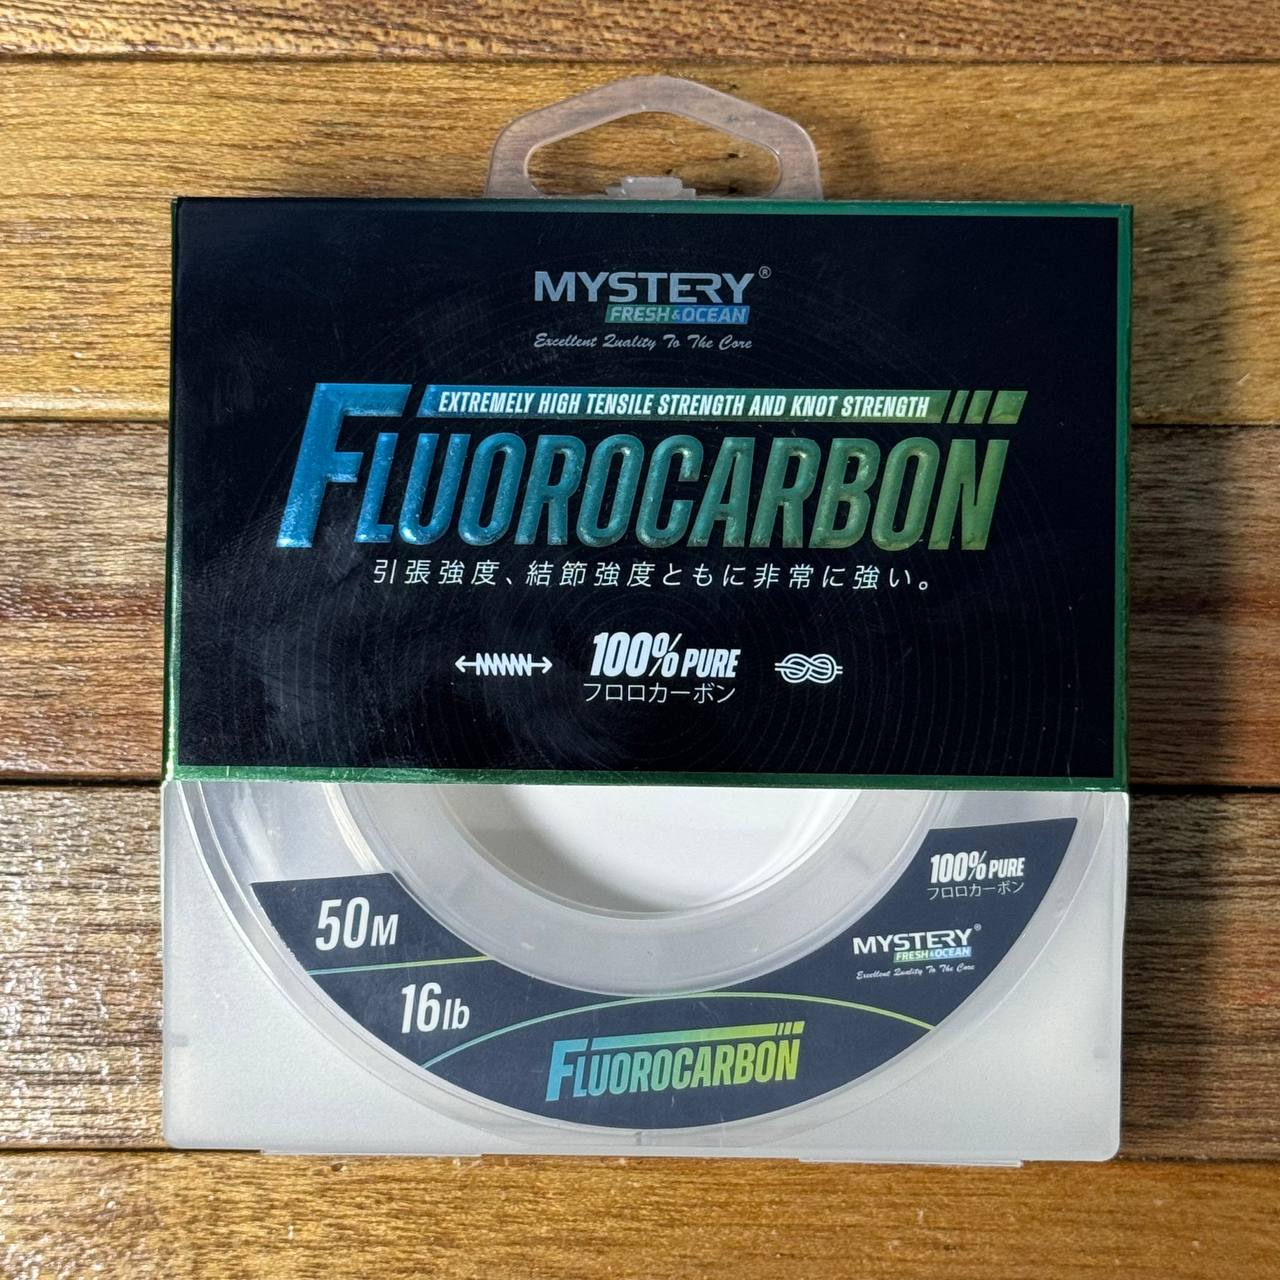 MYSTERY®
FRESH & OCEAN
Excellent Quality To The Core
EXTREMELY HIGH TENSILE STRENGTH AND KNOT STRENGTH
FLUOROCARBON
引張強度、結節強度ともに非常に強い。
100% PURE
フロロカーボン
50M
16lb
100% PURE
フロロカーボン
MYSTERY®
FRESH & OCEAN
Excellent Quality To The Core
FLUOROCARBON